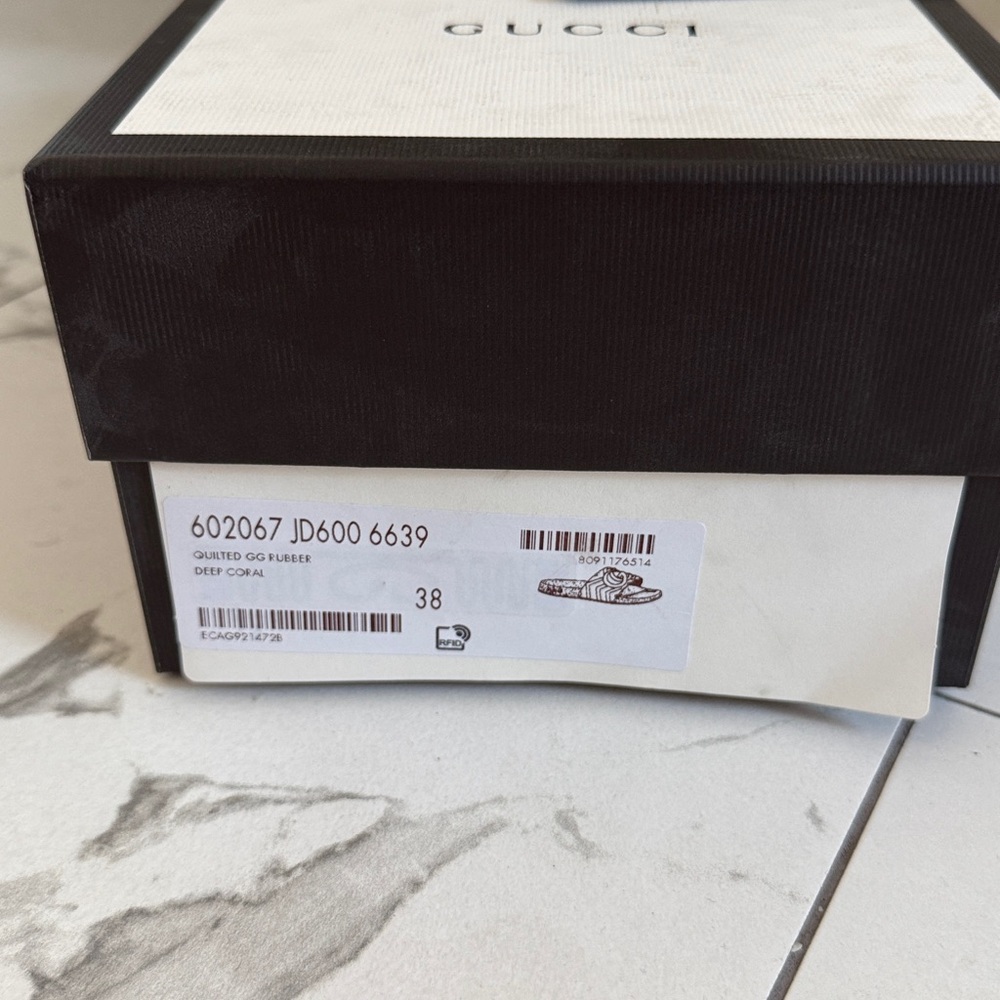 GUCCI
602067 JD600 6639
QUILTED GG RUBBER
DEEP CORAL
8091176514
38
ECAG921472B
RFID